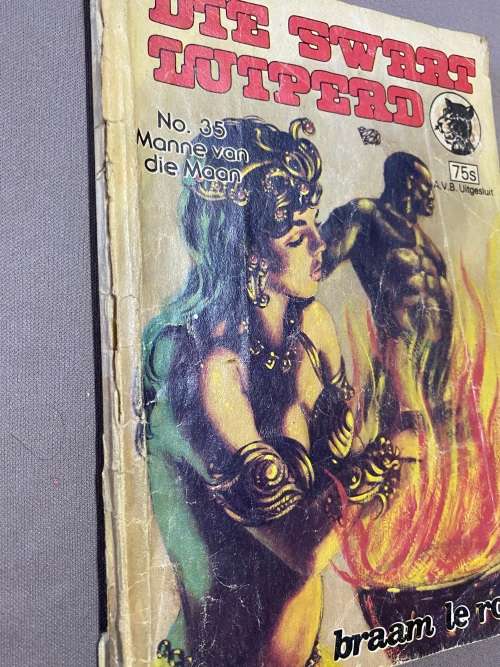 DIE SWART
LUIPERD
No. 35
Manne van
die Maan
75s
A.V.B. Uitgesluit
braam le ro